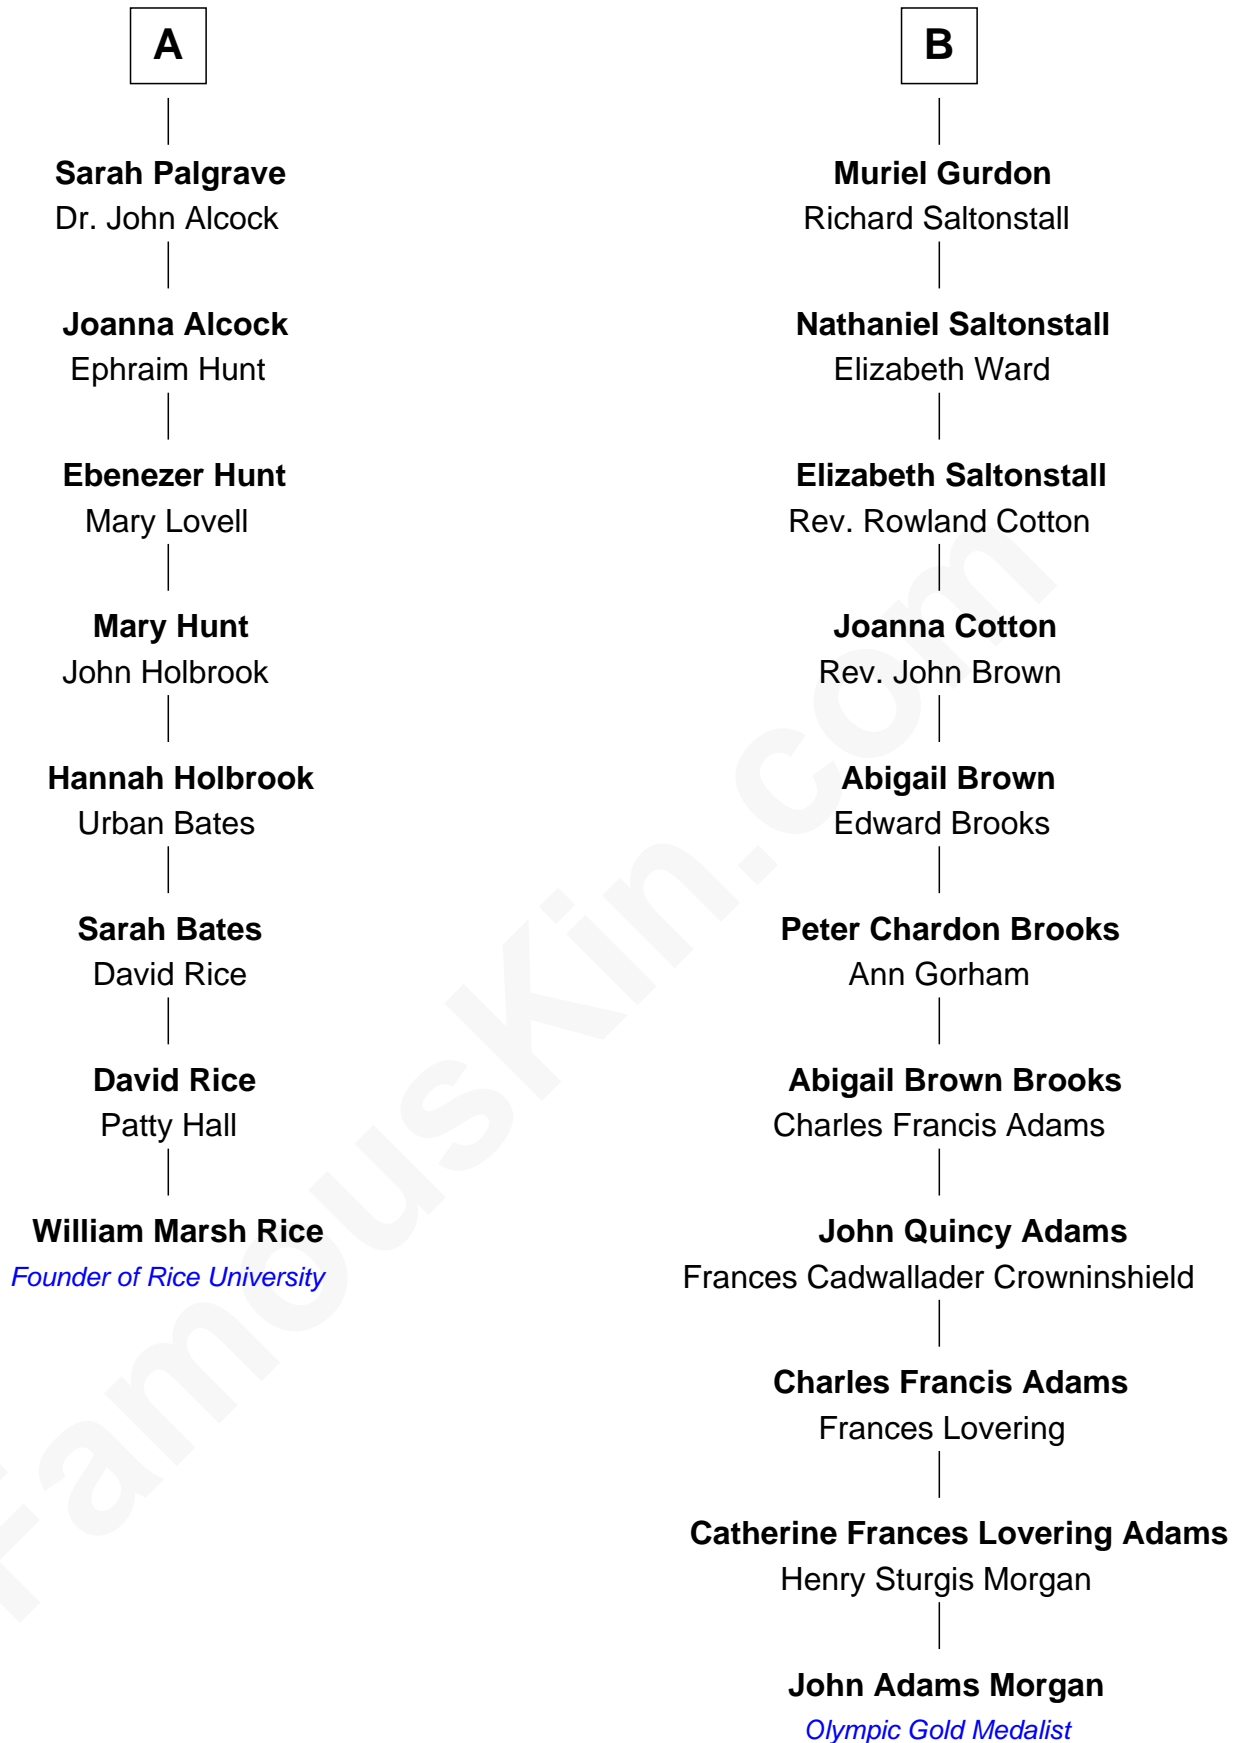 A
Sarah Palgrave
Dr. John Alcock
Joanna Alcock
Ephraim Hunt
Ebenezer Hunt
Mary Lovell
Mary Hunt
John Holbrook
Hannah Holbrook
Urban Bates
Sarah Bates
David Rice
David Rice
Patty Hall
William Marsh Rice
Founder of Rice University
B
Muriel Gurdon
Richard Saltonstall
Nathaniel Saltonstall
Elizabeth Ward
Elizabeth Saltonstall
Rev. Rowland Cotton
Joanna Cotton
Rev. John Brown
Abigail Brown
Edward Brooks
Peter Chardon Brooks
Ann Gorham
Abigail Brown Brooks
Charles Francis Adams
John Quincy Adams
Frances Cadwallader Crowninshield
Charles Francis Adams
Frances Lovering
Catherine Frances Lovering Adams
Henry Sturgis Morgan
John Adams Morgan
Olympic Gold Medalist
FamousKin.com